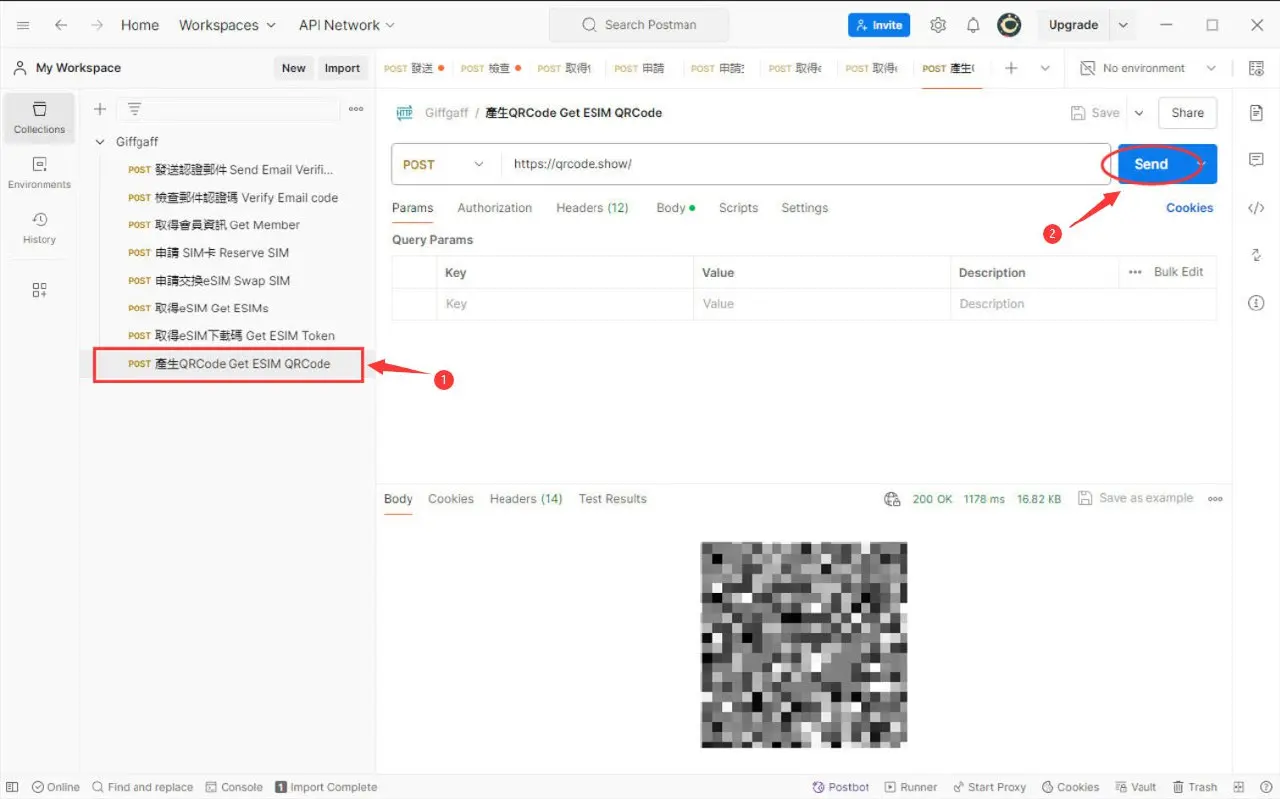 Home Workspaces API Network Search Postman Invite Upgrade
My Workspace New Import POST 發送 POST 檢查 POST 取得 POST 申請 POST 申請 POST 取得 POST 取得 POST 產生 No environment
Collections
Environments
History
Giffgaff
POST 發送認證郵件 Send Email Verifi...
POST 檢查郵件認證碼 Verify Email code
POST 取得會員資訊 Get Member
POST 申請 SIM卡 Reserve SIM
POST 申請交換eSIM Swap SIM
POST 取得eSIM Get ESIMs
POST 取得eSIM下載碼 Get ESIM Token
POST 產生QRCode Get ESIM QRCode
1
HTTP Giffgaff / 產生QRCode Get ESIM QRCode Save Share
POST https://qrcode.show/ Send
2
Params Authorization Headers (12) Body Scripts Settings Cookies
Query Params
Key Value Description Bulk Edit
Key Value Description
Body Cookies Headers (14) Test Results 200 OK 1178 ms 16.82 KB Save as example
Online Find and replace Console 1 Import Complete Postbot Runner Start Proxy Cookies Vault Trash